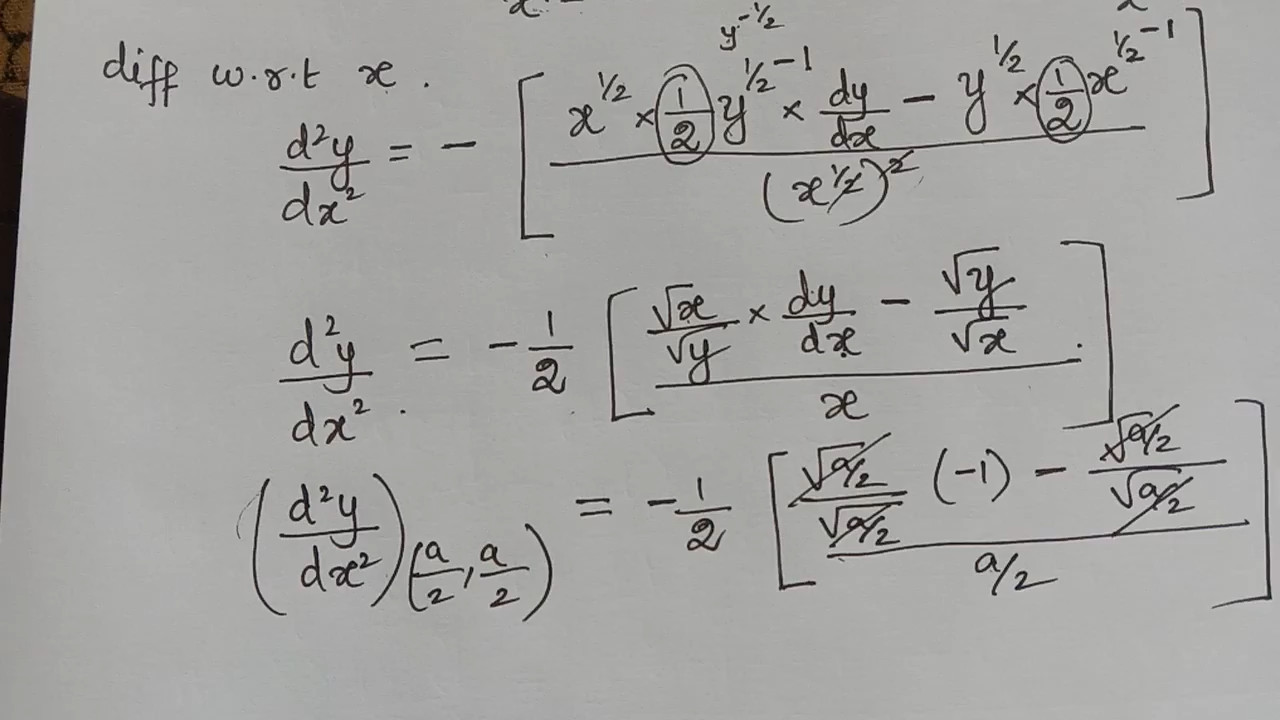 diff w.r.t x.
y^{-1/2}
d²y/dx² = - [ (x^{1/2} × (1/2) y^{1/2 -1} × dy/dx - y^{1/2} × (1/2) x^{1/2 -1}) / (x^{1/2})² ]
d²y/dx². = -1/2 [ (√x/√y × dy/dx - √y/√x .) / x ]
(d²y/dx²)(a/2, a/2) = -1/2 [ (√a/2 / √a/2 (-1) - √a/2 / √a/2) / a/2 ]